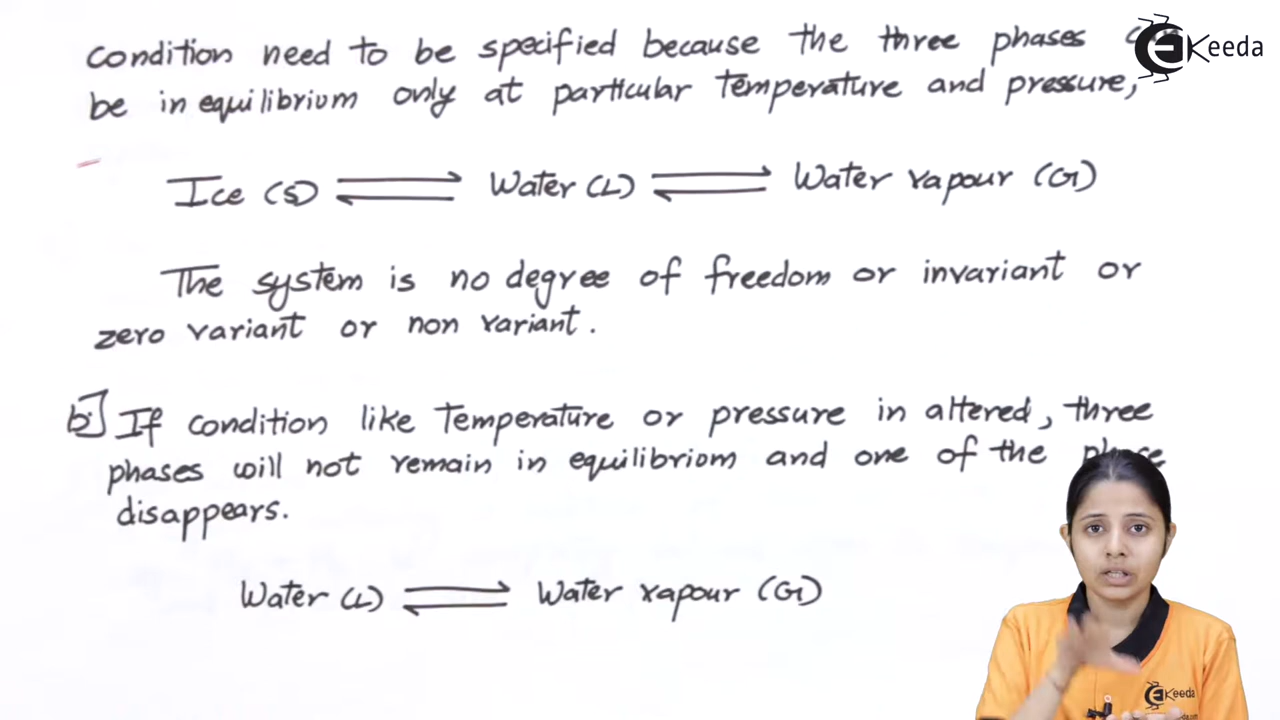 condition need to be specified because the three phases
be in equilibrium only at particular temperature and pressure,
Ekeeda
Ice (S) ⇌ Water (L) ⇌ Water vapour (G)
The system is no degree of freedom or invariant or
zero variant or non variant.
b] If condition like temperature or pressure in altered, three
phases will not remain in equilibriom and one of the
disappears.
Water (L) ⇌ Water vapour (G)
Ekeeda